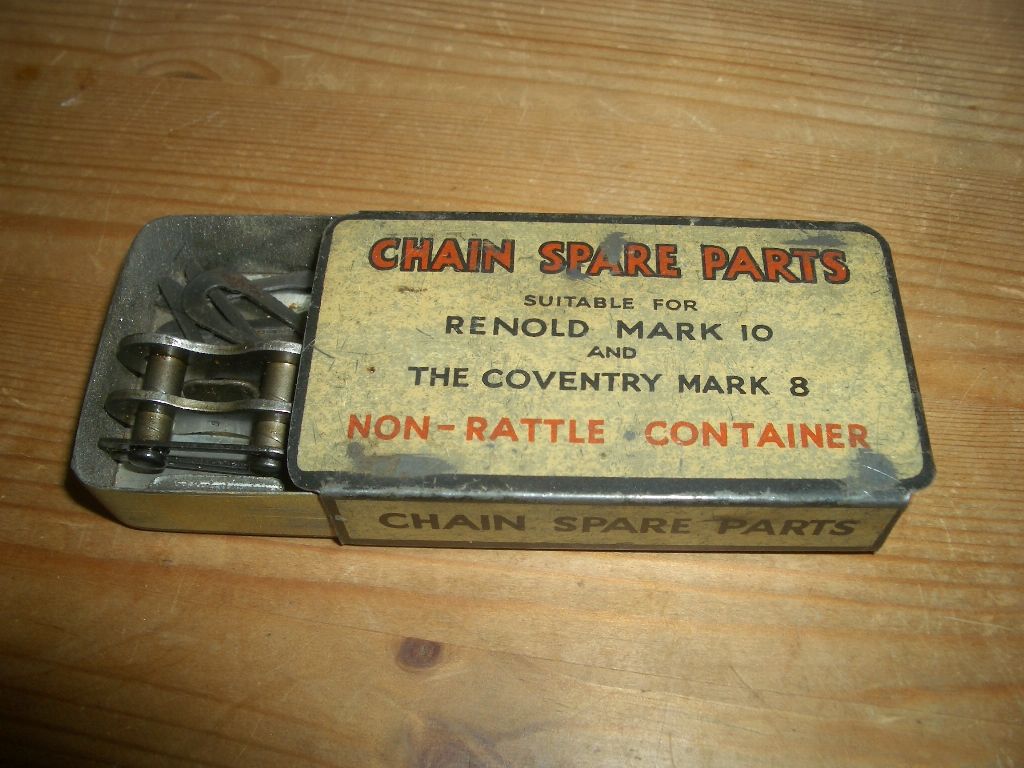 CHAIN SPARE PARTS
SUITABLE FOR
RENOLD MARK 10
AND
THE COVENTRY MARK 8
NON-RATTLE CONTAINER
CHAIN SPARE PARTS